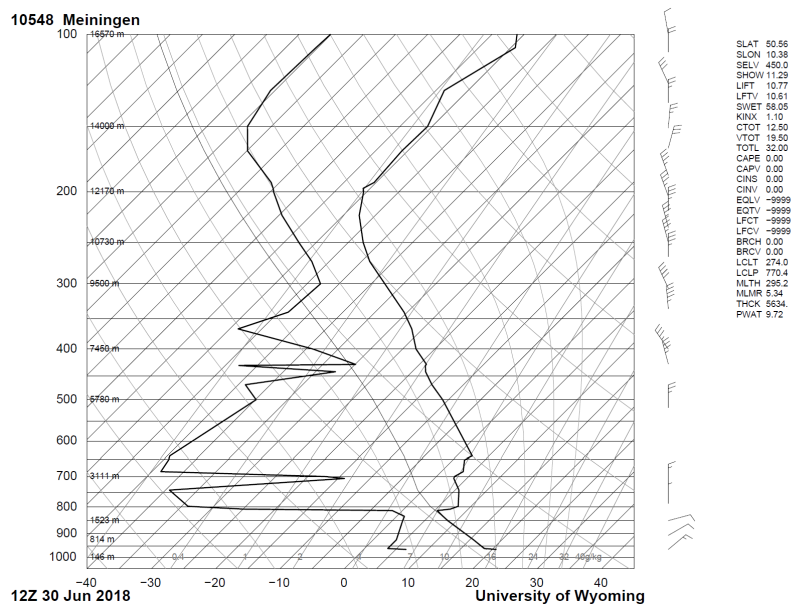 10548 Meiningen
100
16570 m
14000 m
200
12170 m
10730 m
300
9500 m
400
7450 m
500
5780 m
600
700
3111 m
800
1523 m
900
814 m
1000
146 m
0.4
1
2
4
7
10
16
24
32
40g/kg
−40
−30
−20
−10
0
10
20
30
40
12Z 30 Jun 2018
University of Wyoming
SLAT 50.56
SLON 10.38
SELV 450.0
SHOW 11.29
LIFT 10.77
LFTV 10.61
SWET 58.05
KINX 1.10
CTOT 12.50
VTOT 19.50
TOTL 32.00
CAPE 0.00
CAPV 0.00
CINS 0.00
CINV 0.00
EQLV −9999
EQTV −9999
LFCT −9999
LFCV −9999
BRCH 0.00
BRCV 0.00
LCLT 274.0
LCLP 770.4
MLTH 295.2
MLMR 5.34
THCK 5634.
PWAT 9.72